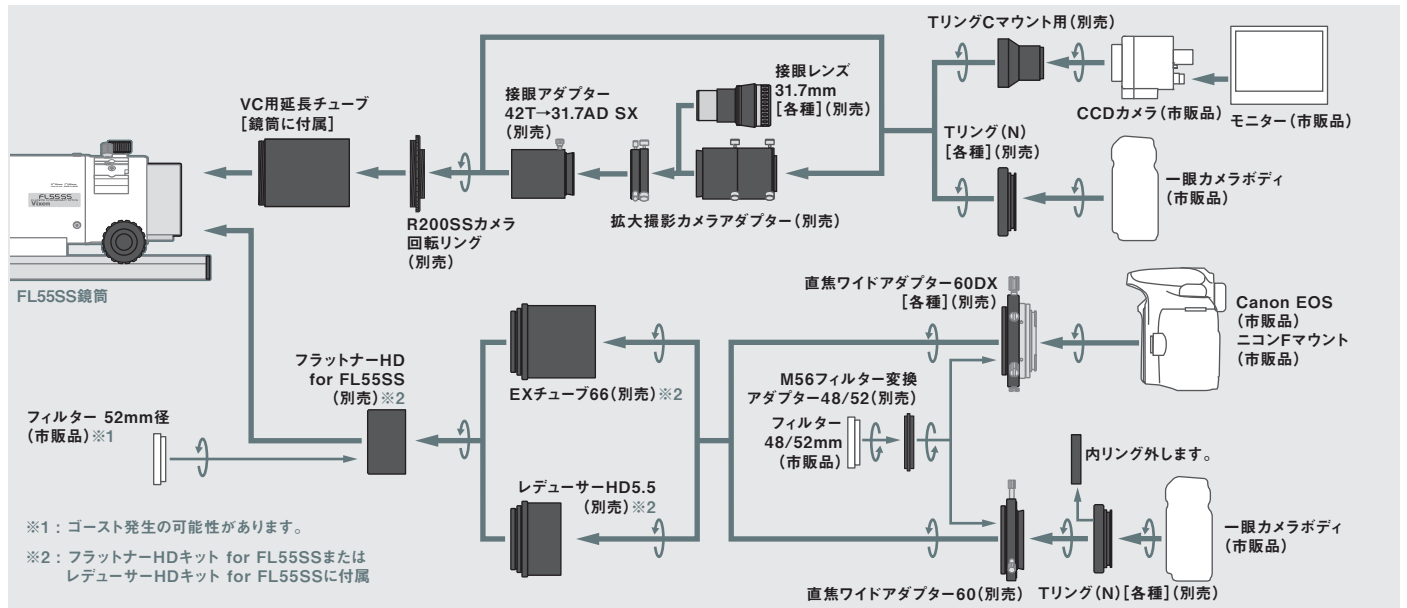 TリングCマウント用(別売)
接眼レンズ
31.7mm
[各種](別売)
接眼アダプター
42T→31.7AD SX
(別売)
VC用延長チューブ
[鏡筒に付属]
CCDカメラ(市販品)
モニター(市販品)
Tリング(N)
[各種](別売)
FL55SS
Vixen
一眼カメラボディ
(市販品)
拡大撮影カメラアダプター(別売)
R200SSカメラ
回転リング
(別売)
FL55SS鏡筒
直焦ワイドアダプター60DX
[各種](別売)
Canon EOS
(市販品)
ニコンFマウント
(市販品)
フラットナーHD
for FL55SS
(別売)※2
EXチューブ66(別売)※2
M56フィルター変換
アダプター48/52(別売)
フィルター 52mm径
(市販品)※1
フィルター
48/52mm
(市販品)
内リング外します。
レデューサーHD5.5
(別売)※2
一眼カメラボディ
(市販品)
※1：ゴースト発生の可能性があります。
※2：フラットナーHDキット for FL55SSまたは
レデューサーHDキット for FL55SSに付属
直焦ワイドアダプター60(別売)
Tリング(N)[各種](別売)